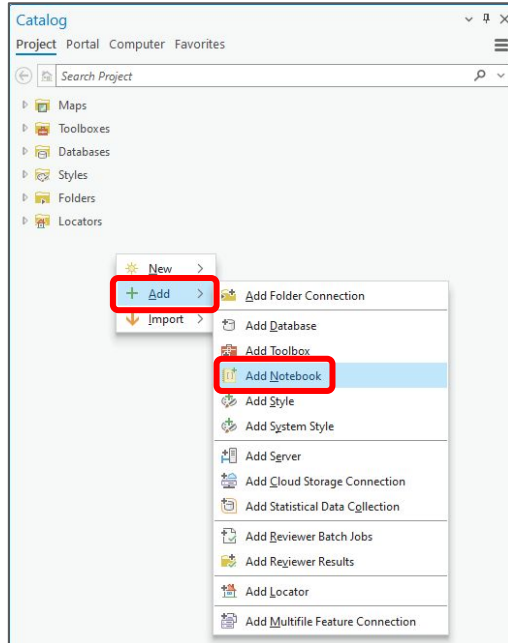 Catalog
Project Portal Computer Favorites
Search Project
Maps
Toolboxes
Databases
Styles
Folders
Locators
New
Add
Import
Add Folder Connection
Add Database
Add Toolbox
Add Notebook
Add Style
Add System Style
Add Server
Add Cloud Storage Connection
Add Statistical Data Collection
Add Reviewer Batch Jobs
Add Reviewer Results
Add Locator
Add Multifile Feature Connection